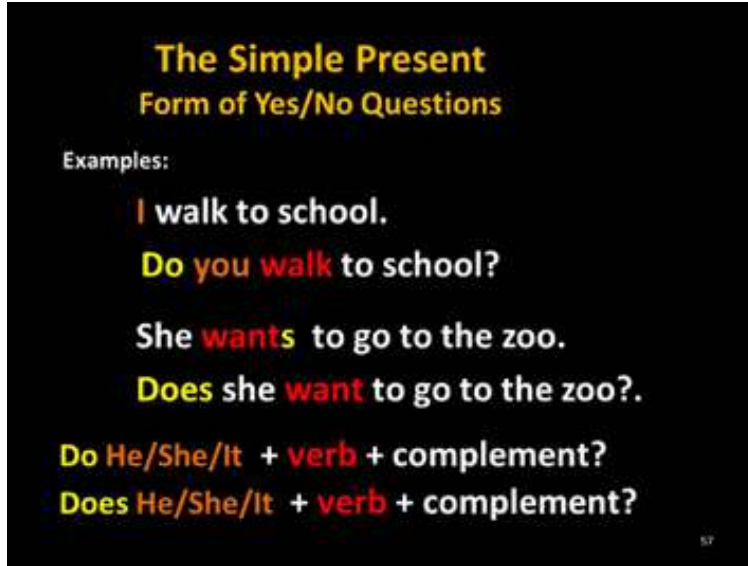 The Simple Present
Form of Yes/No Questions
Examples:
I walk to school.
Do you walk to school?
She wants to go to the zoo.
Does she want to go to the zoo?.
Do He/She/It + verb + complement?
Does He/She/It + verb + complement?
57